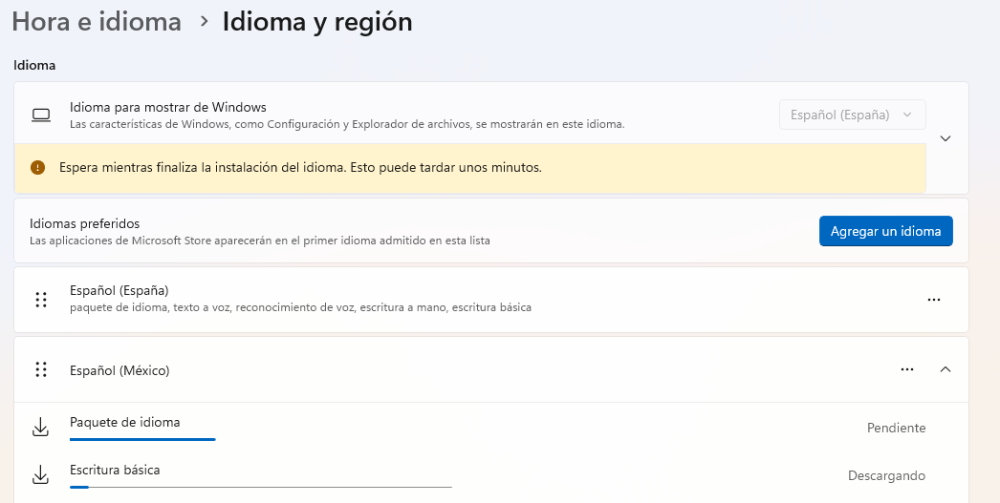 Hora e idioma > Idioma y región
Idioma
Idioma para mostrar de Windows
Las características de Windows, como Configuración y Explorador de archivos, se mostrarán en este idioma.
Español (España)
Espera mientras finaliza la instalación del idioma. Esto puede tardar unos minutos.
Idiomas preferidos
Las aplicaciones de Microsoft Store aparecerán en el primer idioma admitido en esta lista
Agregar un idioma
Español (España)
paquete de idioma, texto a voz, reconocimiento de voz, escritura a mano, escritura básica
Español (México)
Paquete de idioma
Pendiente
Escritura básica
Descargando